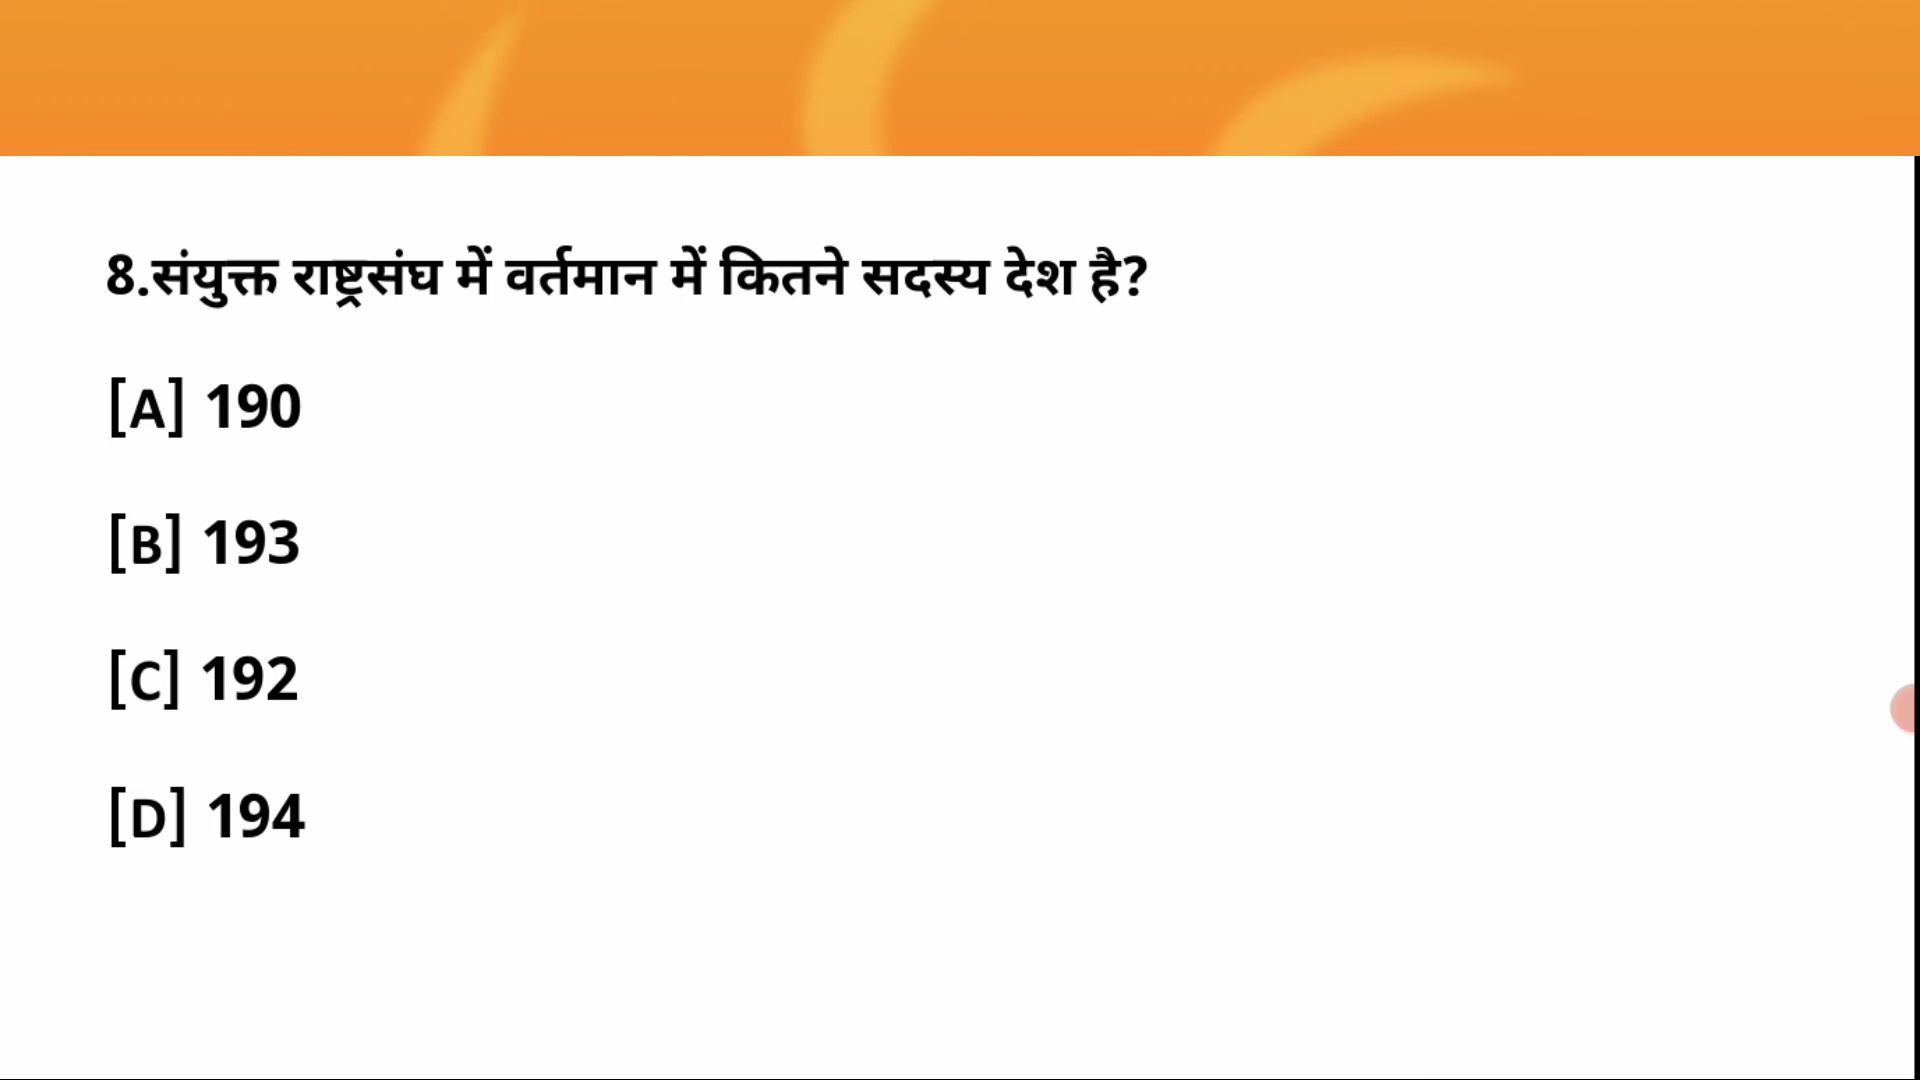 8.संयुक्त राष्ट्रसंघ में वर्तमान में कितने सदस्य देश है?
[A] 190
[B] 193
[C] 192
[D] 194